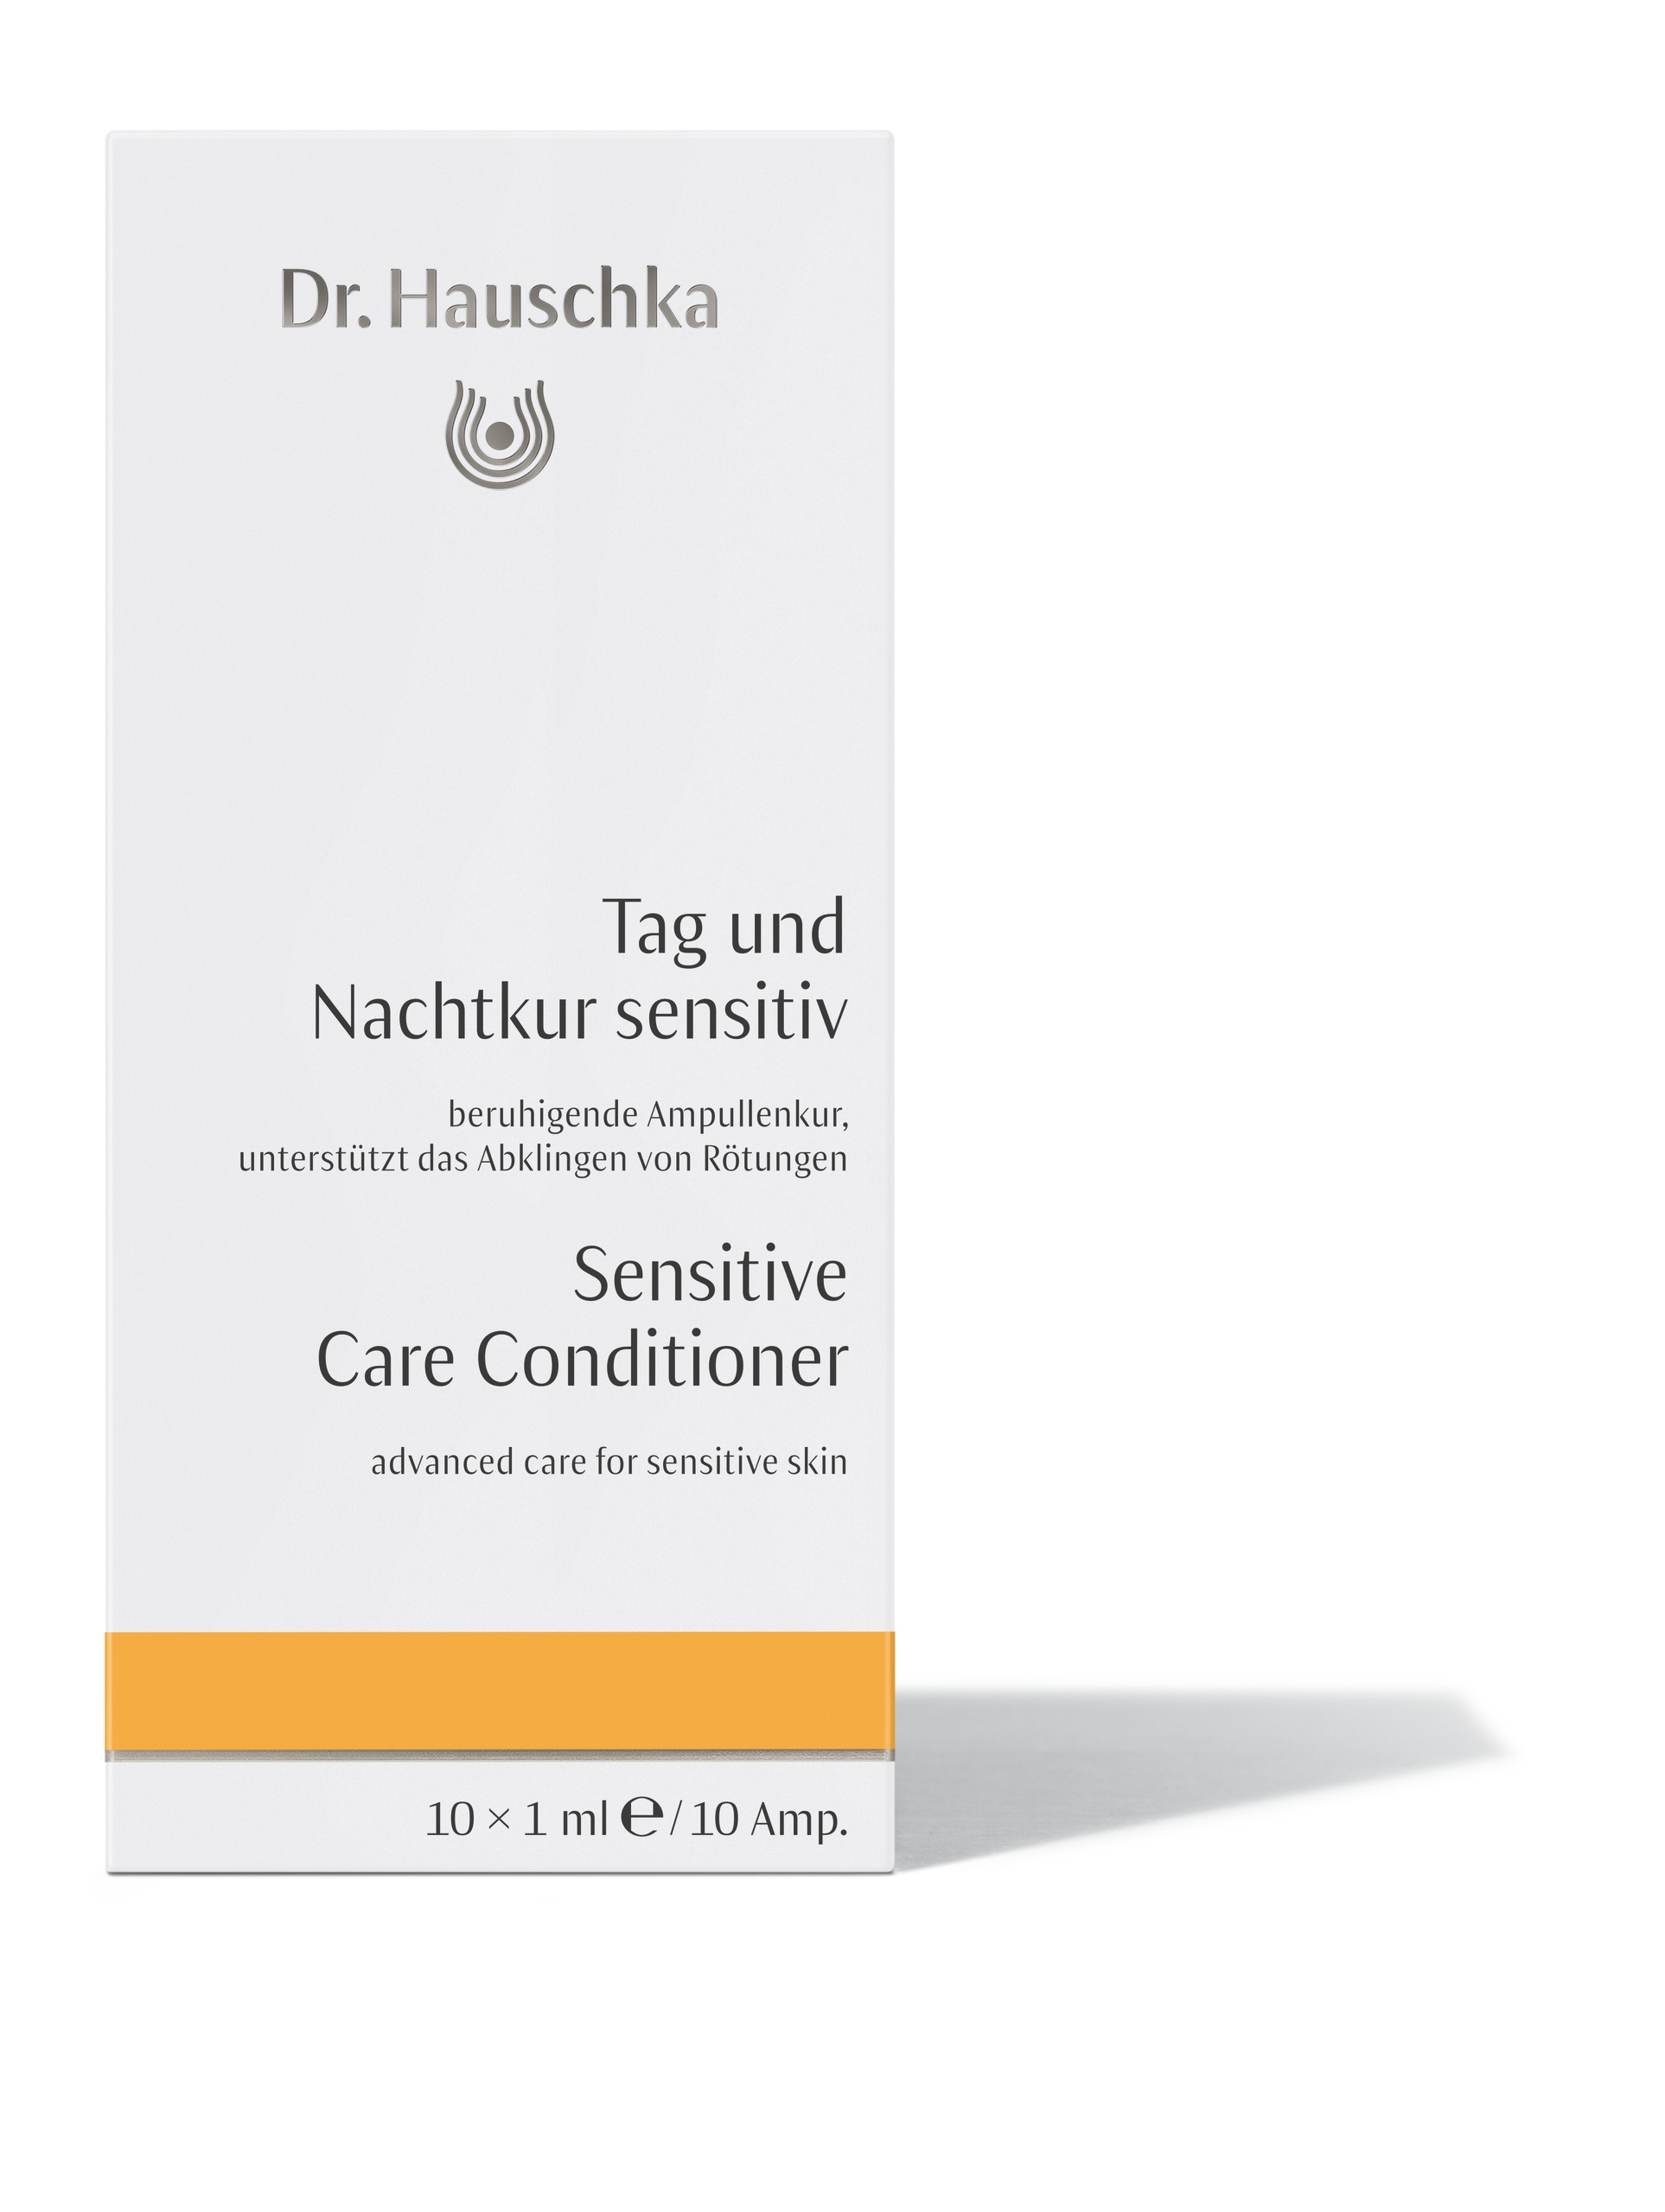 Dr. Hauschka
Tag und
Nachtkur sensitiv
beruhigende Ampullenkur,
unterstützt das Abklingen von Rötungen
Sensitive
Care Conditioner
advanced care for sensitive skin
10 × 1 ml ℮ / 10 Amp.